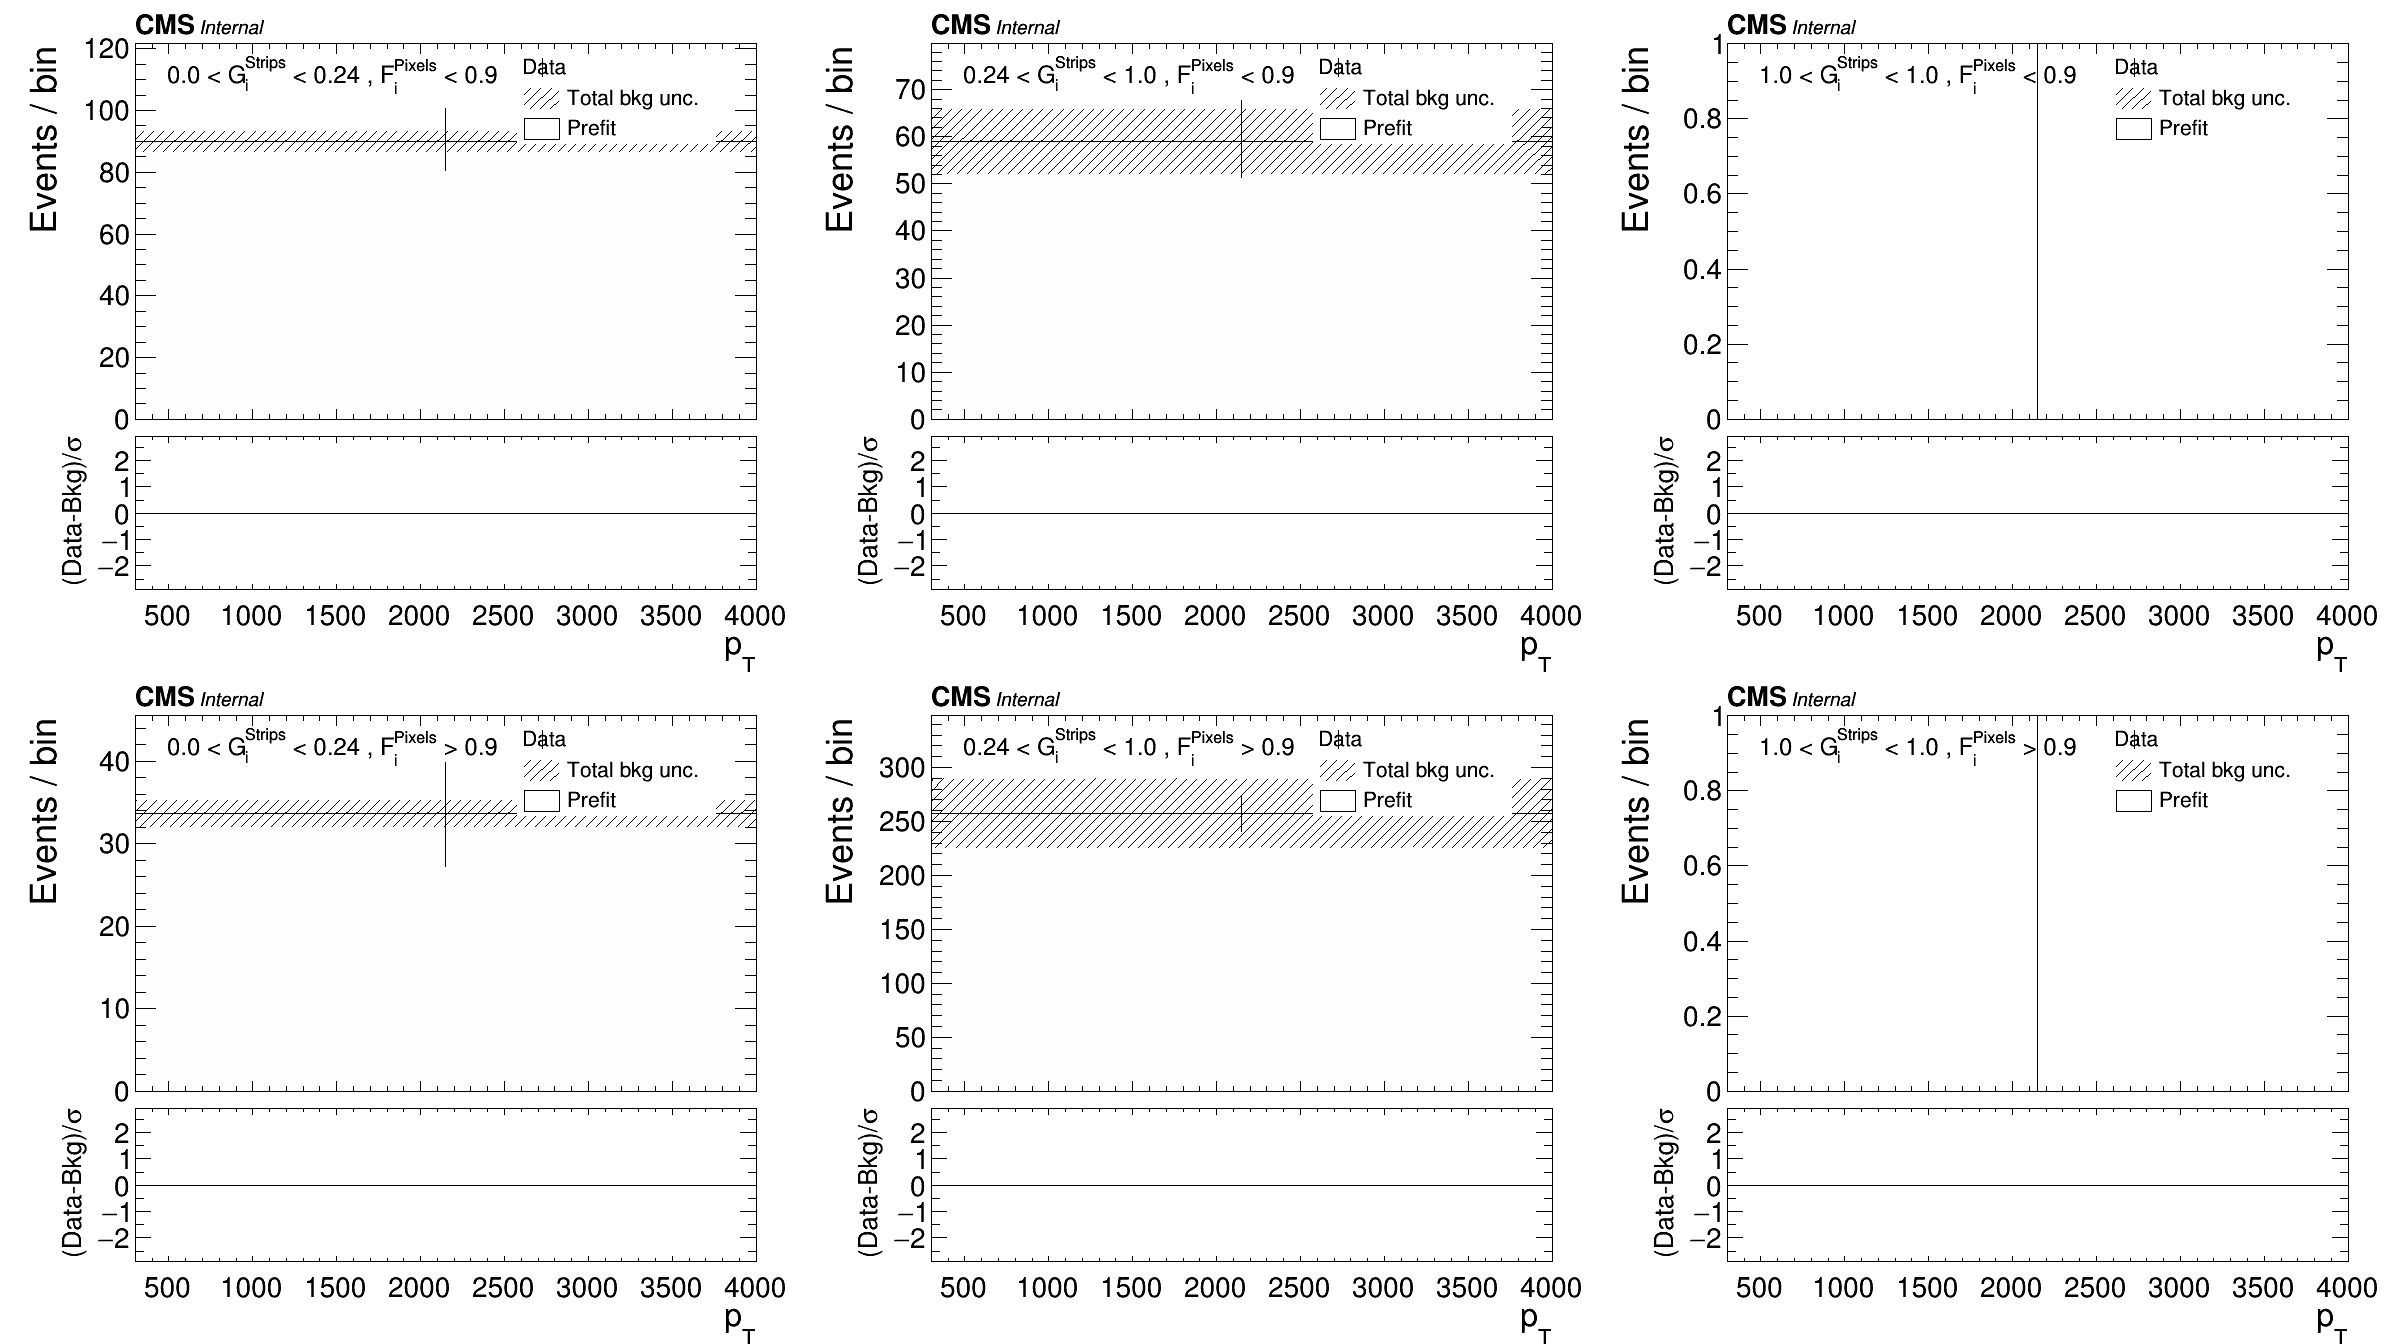 CMS Internal
Events / bin
120
100
80
60
40
20
0
0.0 < G_i^Strips < 0.24 , F_i^Pixels < 0.9
Data
Total bkg unc.
Prefit
(Data-Bkg)/σ
2
1
0
−1
−2
500 1000 1500 2000 2500 3000 3500 4000
p_T
CMS Internal
Events / bin
70
60
50
40
30
20
10
0
0.24 < G_i^Strips < 1.0 , F_i^Pixels < 0.9
Data
Total bkg unc.
Prefit
(Data-Bkg)/σ
2
1
0
−1
−2
500 1000 1500 2000 2500 3000 3500 4000
p_T
CMS Internal
Events / bin
1
0.8
0.6
0.4
0.2
0
1.0 < G_i^Strips < 1.0 , F_i^Pixels < 0.9
Data
Total bkg unc.
Prefit
(Data-Bkg)/σ
2
1
0
−1
−2
500 1000 1500 2000 2500 3000 3500 4000
p_T
CMS Internal
Events / bin
40
30
20
10
0
0.0 < G_i^Strips < 0.24 , F_i^Pixels > 0.9
Data
Total bkg unc.
Prefit
(Data-Bkg)/σ
2
1
0
−1
−2
500 1000 1500 2000 2500 3000 3500 4000
p_T
CMS Internal
Events / bin
300
250
200
150
100
50
0
0.24 < G_i^Strips < 1.0 , F_i^Pixels > 0.9
Data
Total bkg unc.
Prefit
(Data-Bkg)/σ
2
1
0
−1
−2
500 1000 1500 2000 2500 3000 3500 4000
p_T
CMS Internal
Events / bin
1
0.8
0.6
0.4
0.2
0
1.0 < G_i^Strips < 1.0 , F_i^Pixels > 0.9
Data
Total bkg unc.
Prefit
(Data-Bkg)/σ
2
1
0
−1
−2
500 1000 1500 2000 2500 3000 3500 4000
p_T